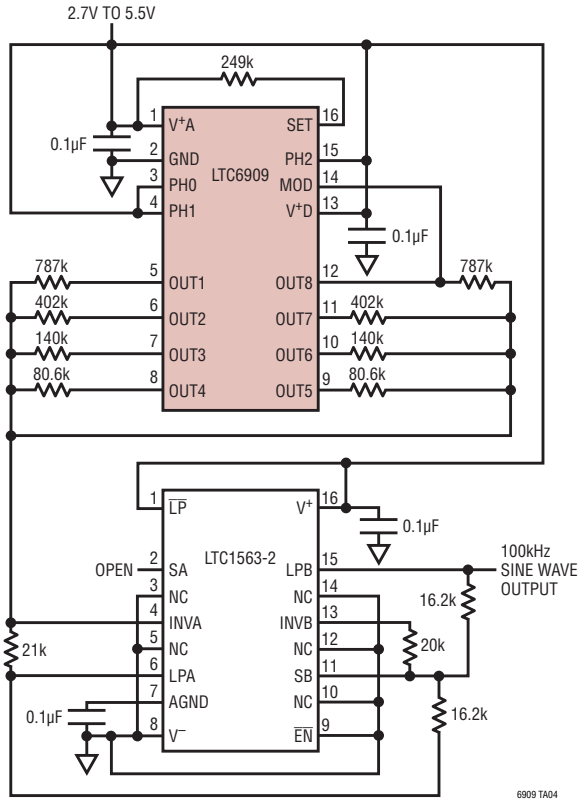 2.7V TO 5.5V
249k
1
V+A
SET
16
0.1µF
2
GND
PH2
15
LTC6909
3
PH0
MOD
14
4
PH1
V+D
13
0.1µF
787k
5
OUT1
OUT8
12
787k
402k
6
OUT2
OUT7
11
402k
140k
7
OUT3
OUT6
10
140k
80.6k
8
OUT4
OUT5
9
80.6k
1
LP
V+
16
0.1µF
LTC1563-2
OPEN
2
SA
LPB
15
100kHz
SINE WAVE
OUTPUT
3
NC
NC
14
16.2k
4
INVA
INVB
13
5
NC
NC
12
20k
21k
6
LPA
SB
11
7
AGND
NC
10
16.2k
0.1µF
8
V–
EN
9
6909 TA04